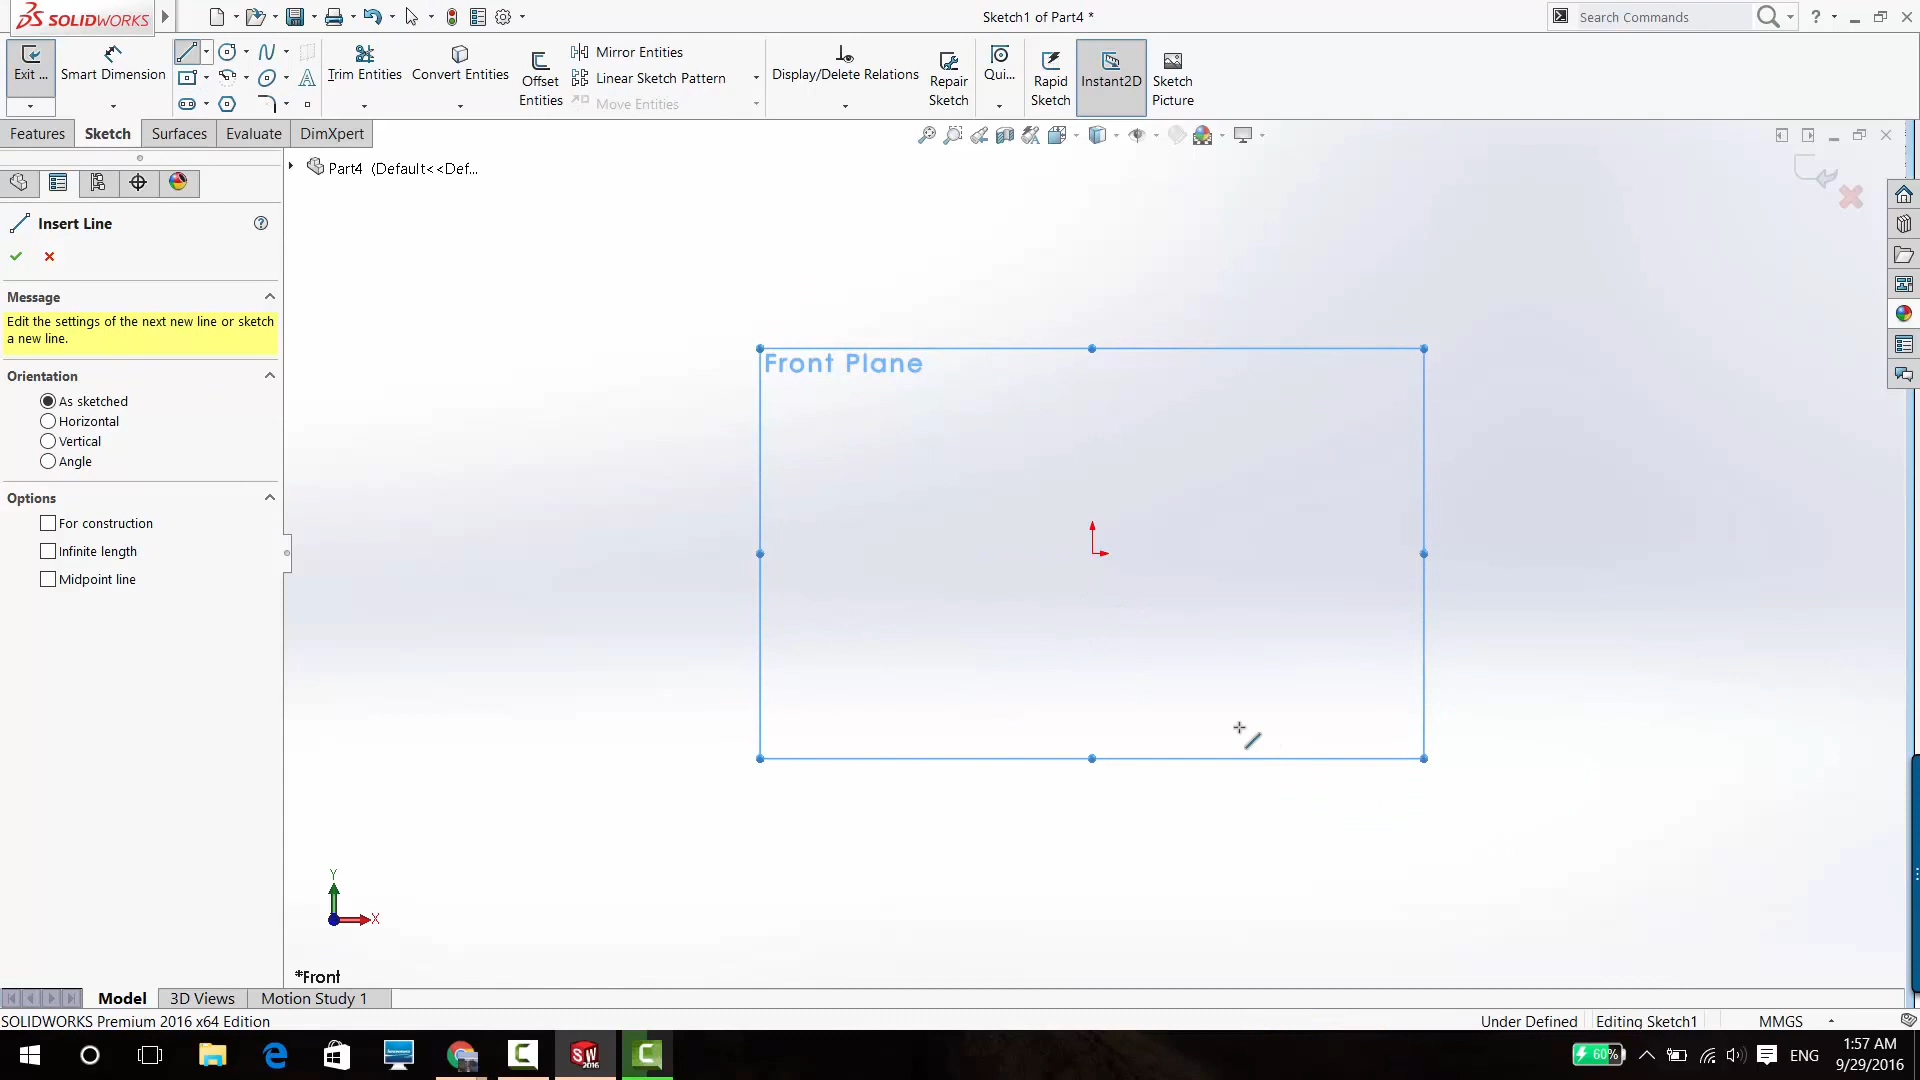 SOLIDWORKS
Sketch1 of Part4 *
Search Commands
Exit ...
Smart Dimension
Trim Entities
Convert Entities
Offset
Entities
Mirror Entities
Linear Sketch Pattern
Move Entities
Display/Delete Relations
Repair
Sketch
Qui...
Rapid
Sketch
Instant2D
Sketch
Picture
Features
Sketch
Surfaces
Evaluate
DimXpert
Part4 (Default<<Def...
Insert Line
Message
Edit the settings of the next new line or sketch
a new line.
Orientation
As sketched
Horizontal
Vertical
Angle
Options
For construction
Infinite length
Midpoint line
Front Plane
Y
X
*Front
Model
3D Views
Motion Study 1
SOLIDWORKS Premium 2016 x64 Edition
Under Defined
Editing Sketch1
MMGS
60%
ENG
1:57 AM
9/29/2016